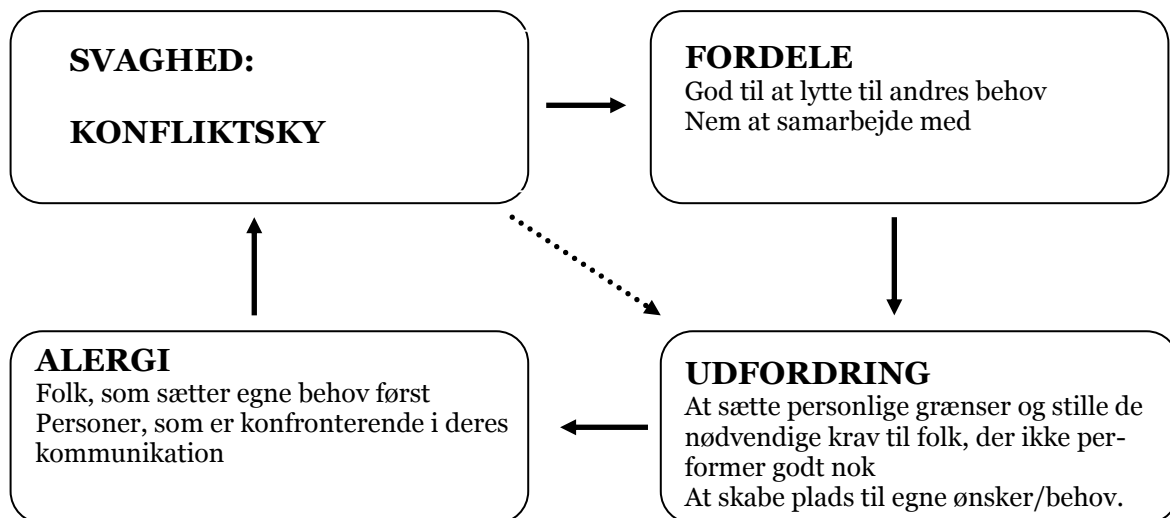 SVAGHED:
KONFLIKTSKY
FORDELE
God til at lytte til andres behov
Nem at samarbejde med
ALERGI
Folk, som sætter egne behov først
Personer, som er konfronterende i deres
kommunikation
UDFORDRING
At sætte personlige grænser og stille de
nødvendige krav til folk, der ikke per-
former godt nok
At skabe plads til egne ønsker/behov.